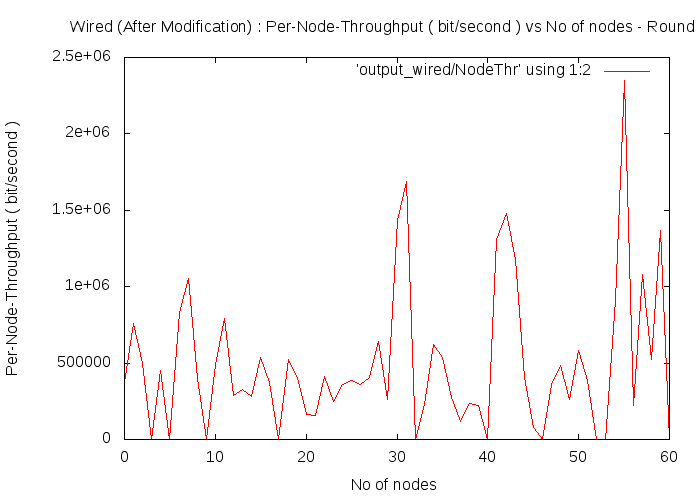 Wired (After Modification) : Per-Node-Throughput ( bit/second ) vs No of nodes - Round
'output_wired/NodeThr' using 1:2
2.5e+06
2e+06
1.5e+06
1e+06
500000
0
Per-Node-Throughput ( bit/second )
0 10 20 30 40 50 60
No of nodes